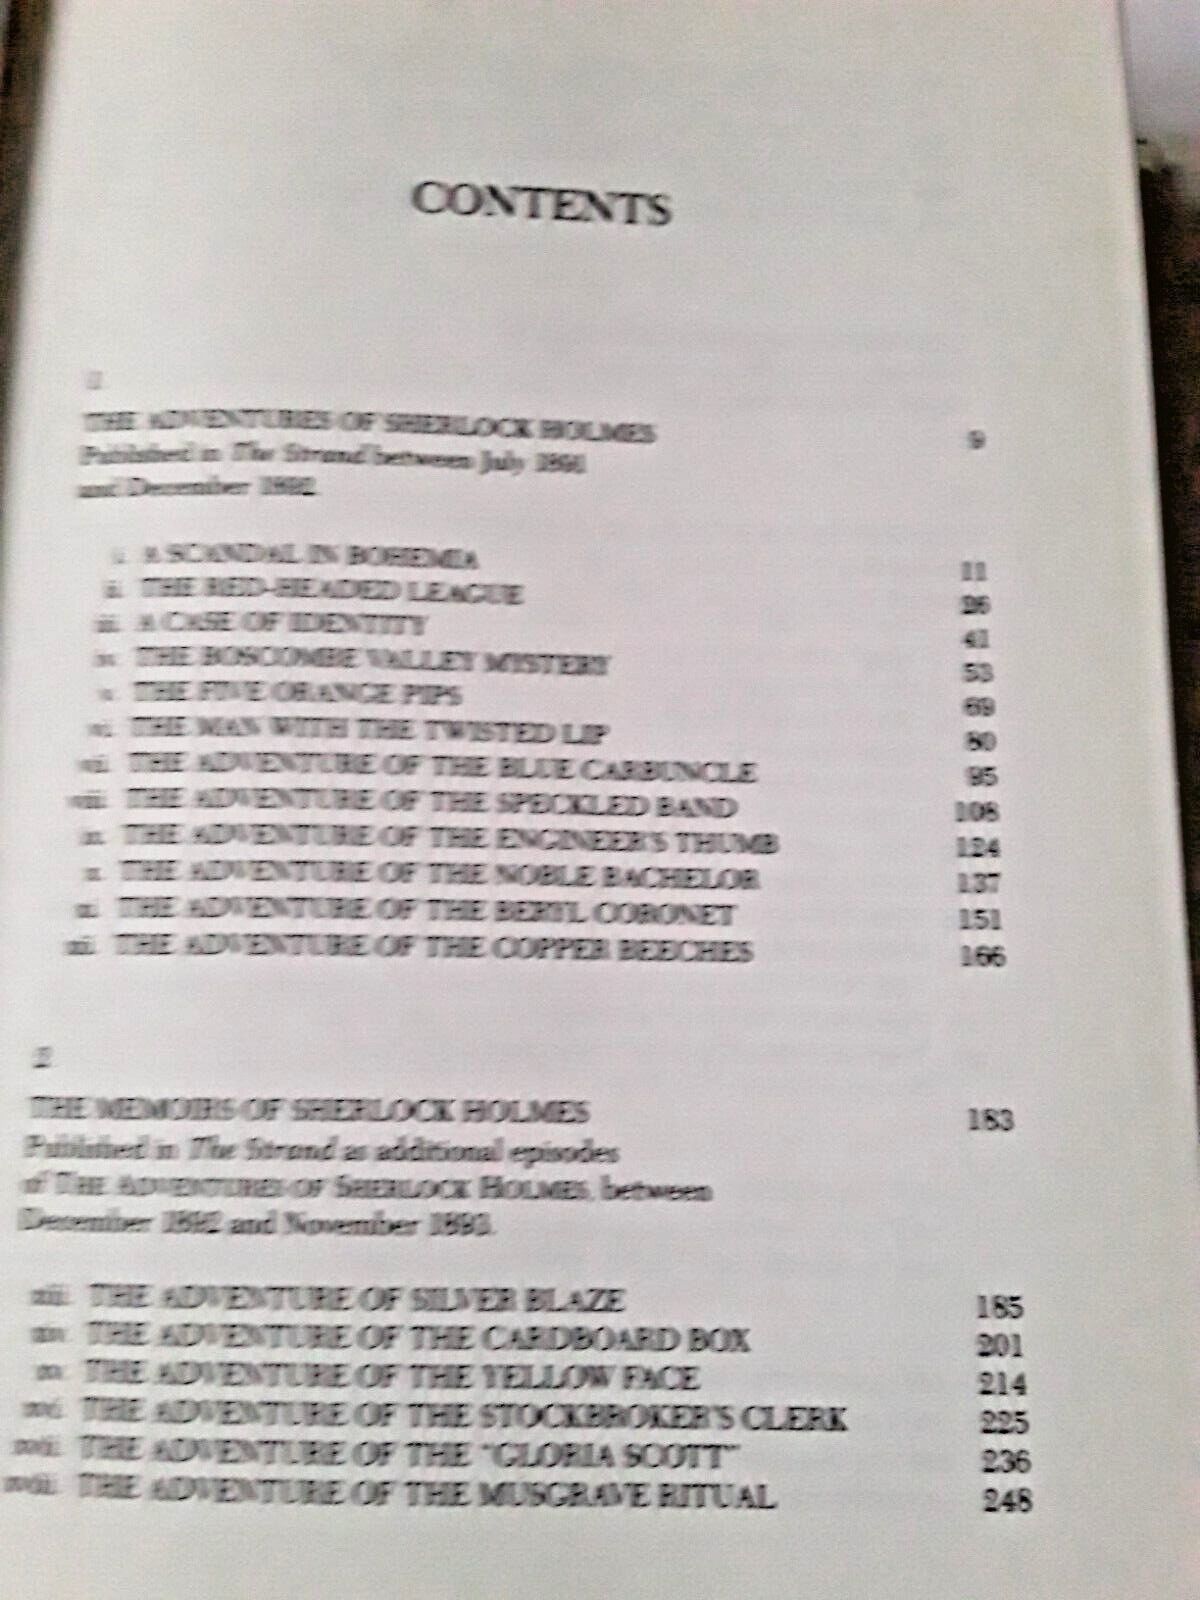 CONTENTS
1
THE ADVENTURES OF SHERLOCK HOLMES 9
Published in The Strand between July 1891
and December 1892
i. A SCANDAL IN BOHEMIA 11
ii. THE RED-HEADED LEAGUE 26
iii. A CASE OF IDENTITY 41
iv. THE BOSCOMBE VALLEY MYSTERY 53
v. THE FIVE ORANGE PIPS 69
vi. THE MAN WITH THE TWISTED LIP 80
vii. THE ADVENTURE OF THE BLUE CARBUNCLE 95
viii. THE ADVENTURE OF THE SPECKLED BAND 108
ix. THE ADVENTURE OF THE ENGINEER'S THUMB 124
x. THE ADVENTURE OF THE NOBLE BACHELOR 137
xi. THE ADVENTURE OF THE BERYL CORONET 151
xii. THE ADVENTURE OF THE COPPER BEECHES 166
2
THE MEMOIRS OF SHERLOCK HOLMES 183
Published in The Strand as additional episodes
of THE ADVENTURES OF SHERLOCK HOLMES, between
December 1892 and November 1893.
xiii. THE ADVENTURE OF SILVER BLAZE 185
xiv. THE ADVENTURE OF THE CARDBOARD BOX 201
xv. THE ADVENTURE OF THE YELLOW FACE 214
xvi. THE ADVENTURE OF THE STOCKBROKER'S CLERK 225
xvii. THE ADVENTURE OF THE "GLORIA SCOTT" 236
xviii. THE ADVENTURE OF THE MUSGRAVE RITUAL 248